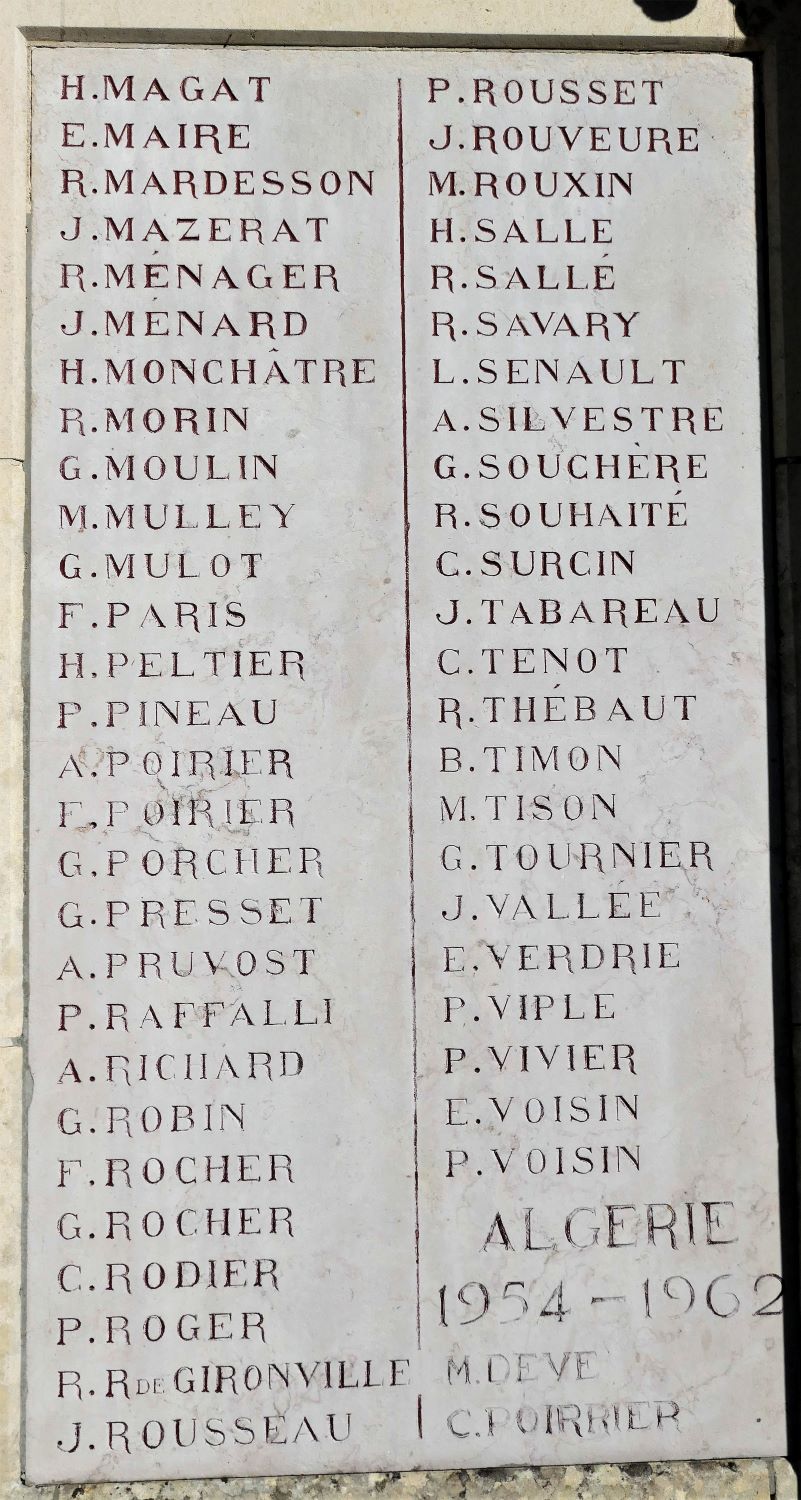 H.MAGAT
E.MAIRE
R.MARDESSON
J.MAZERAT
R.MÉNAGER
J.MÉNARD
H.MONCHÂTRE
R.MORIN
G.MOULIN
M.MULLEY
G.MULOT
F.PARIS
H.PELTIER
P.PINEAU
A.POIRIER
F.POIRIER
G.PORCHER
G.PRESSET
A.PRUVOST
P.RAFFALLI
A.RICHARD
G.ROBIN
F.ROCHER
G.ROCHER
C.RODIER
P.ROGER
R.R DE GIRONVILLE
J.ROUSSEAU
P.ROUSSET
J.ROUVEURE
M.ROUXIN
H.SALLE
R.SALLÉ
R.SAVARY
L.SENAULT
A.SILVESTRE
G.SOUCHÈRE
R.SOUHAITÉ
C.SURCIN
J.TABAREAU
C.TENOT
R.THÉBAUT
B.TIMON
M.TISON
G.TOURNIER
J.VALLÉE
E.VERDRIE
P.VIPLE
P.VIVIER
E.VOISIN
P.VOISIN
ALGERIE
1954-1962
M.DEVE
C.POIRRIER